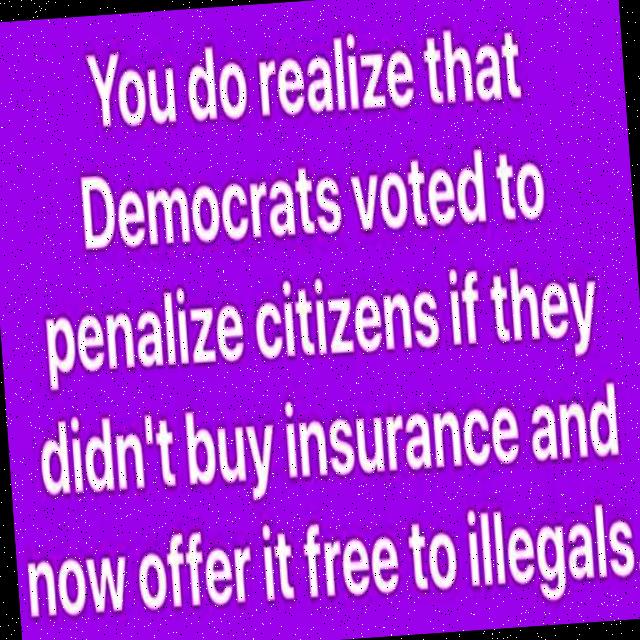 You do realize that
Democrats voted to
penalize citizens if they
didn't buy insurance and
now offer it free to illegals